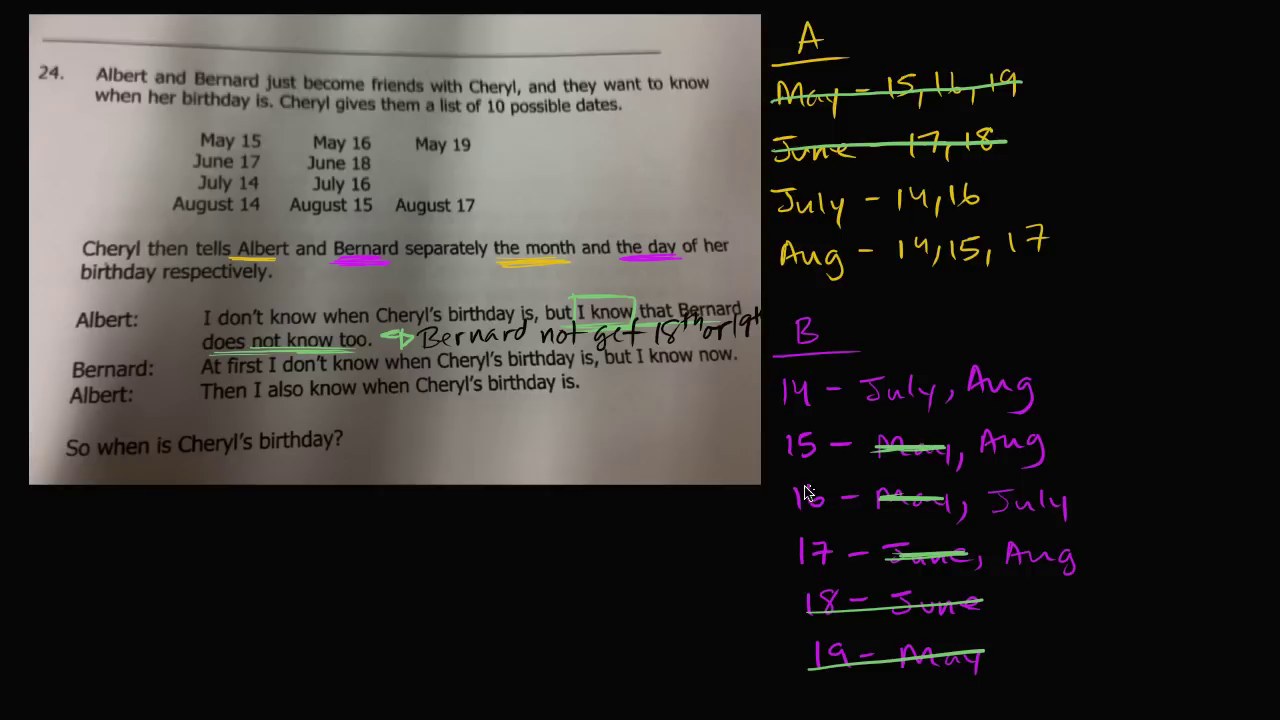 24. Albert and Bernard just become friends with Cheryl, and they want to know
when her birthday is. Cheryl gives them a list of 10 possible dates.
May 15 May 16 May 19
June 17 June 18
July 14 July 16
August 14 August 15 August 17
Cheryl then tells Albert and Bernard separately the month and the day of her
birthday respectively.
Albert: I don't know when Cheryl's birthday is, but I know that Bernard
does not know too. Bernard not get 18th or 19th
Bernard: At first I don't know when Cheryl's birthday is, but I know now.
Albert: Then I also know when Cheryl's birthday is.
So when is Cheryl's birthday?
A
May - 15, 16, 19
June - 17, 18
July - 14, 16
Aug - 14, 15, 17
B
14 - July, Aug
15 - May, Aug
16 - May, July
17 - June, Aug
18 - June
19 - May